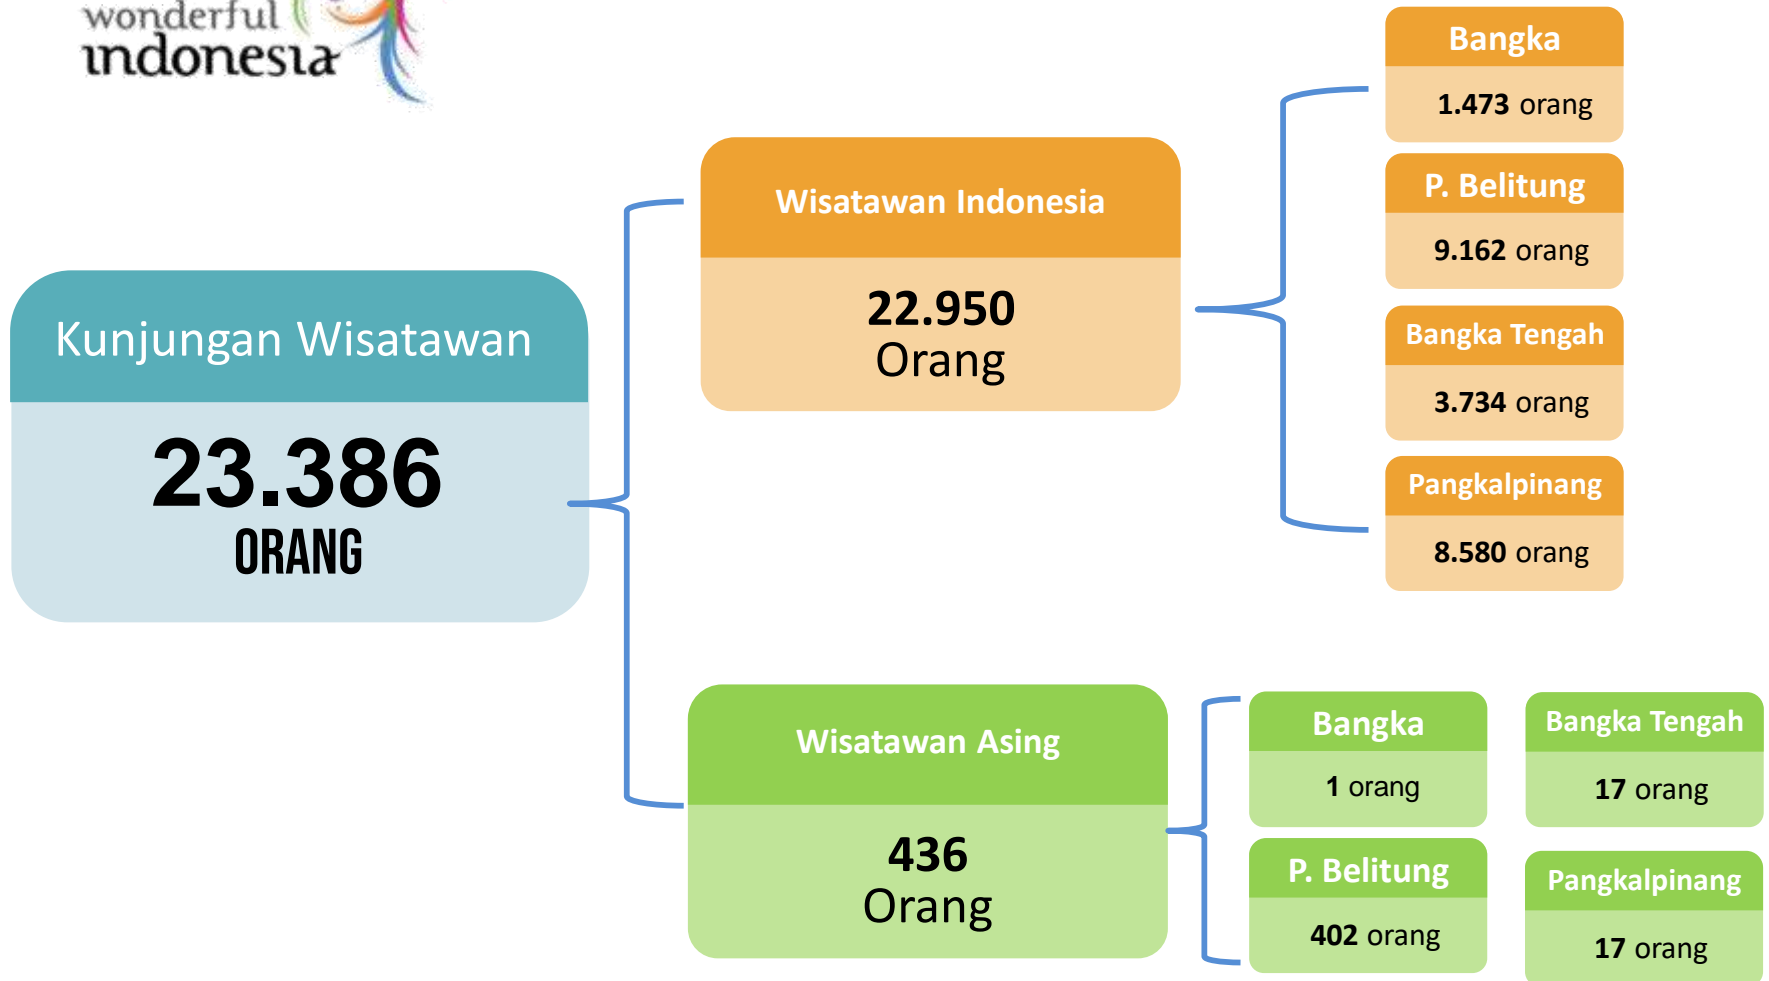 wonderful
indonesia
Kunjungan Wisatawan
23.386
ORANG
Wisatawan Indonesia
22.950
Orang
Bangka
1.473 orang
P. Belitung
9.162 orang
Bangka Tengah
3.734 orang
Pangkalpinang
8.580 orang
Wisatawan Asing
436
Orang
Bangka
1 orang
P. Belitung
402 orang
Bangka Tengah
17 orang
Pangkalpinang
17 orang